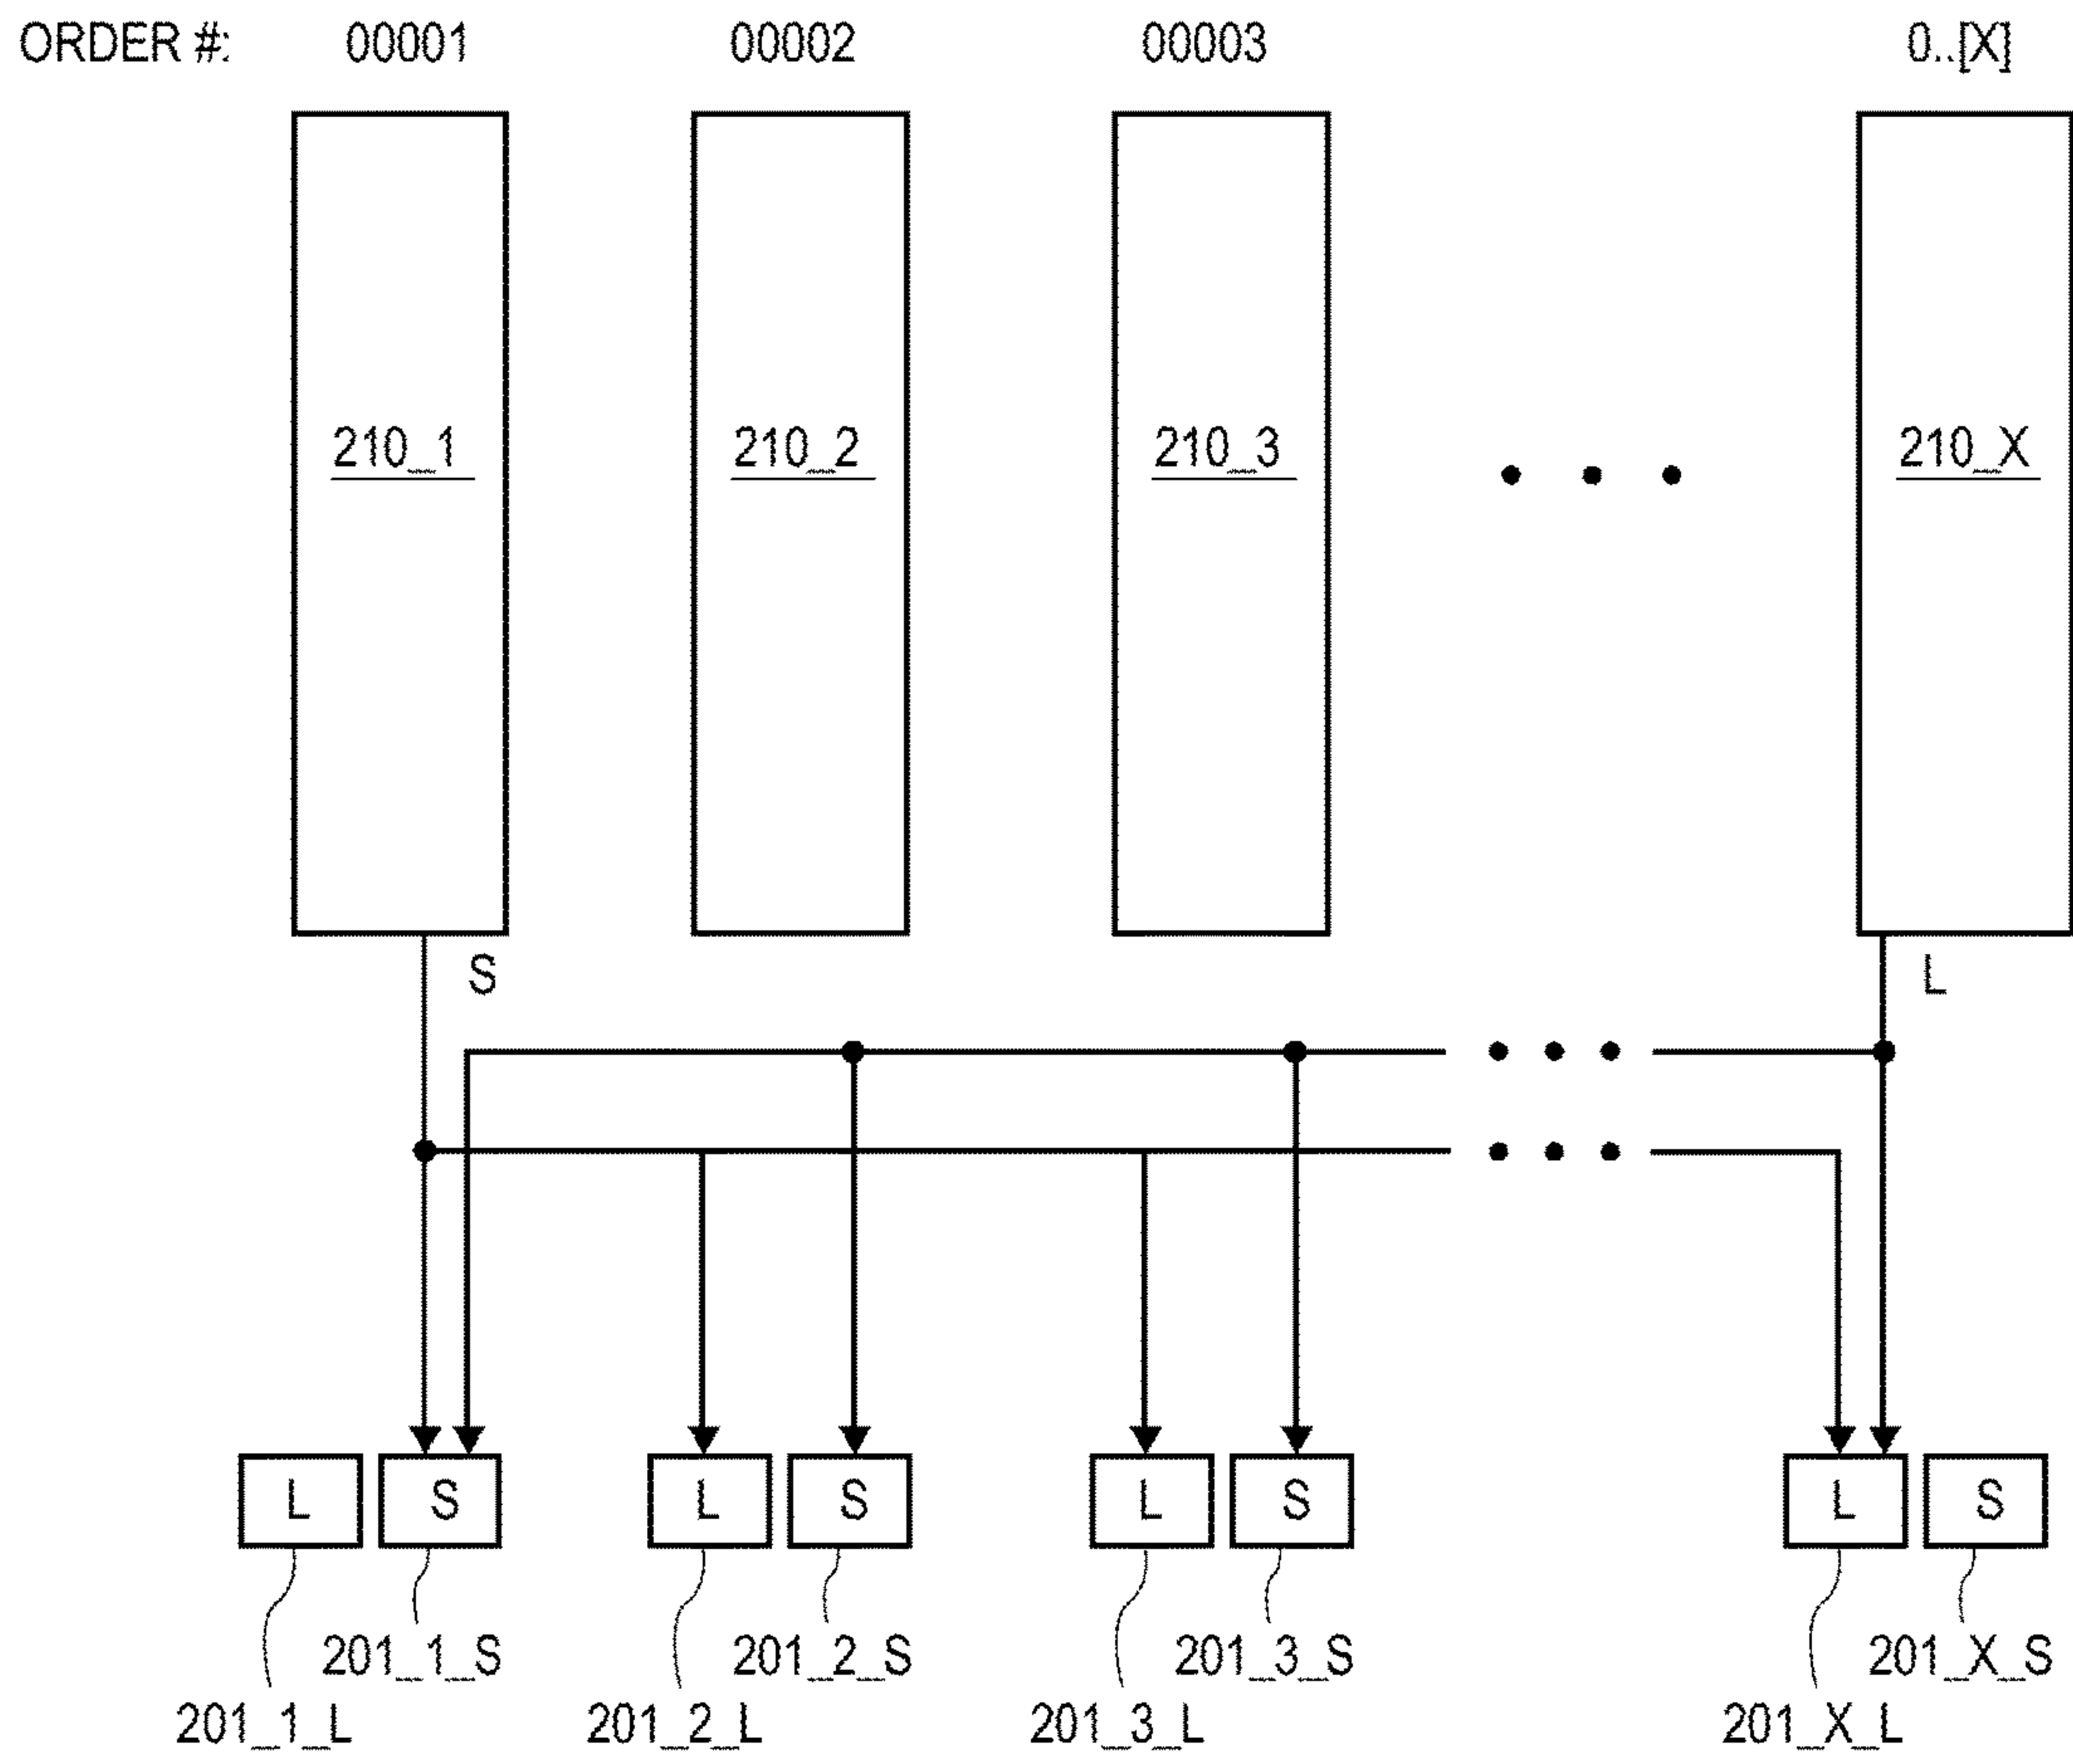 ORDER #: 00001 00002 00003 0..[X]
210_1 210_2 210_3 210_X
S L
L S L S L S L S
201_1_S 201_2_S 201_3_S 201_X_S
201_1_L 201_2_L 201_3_L 201_X_L